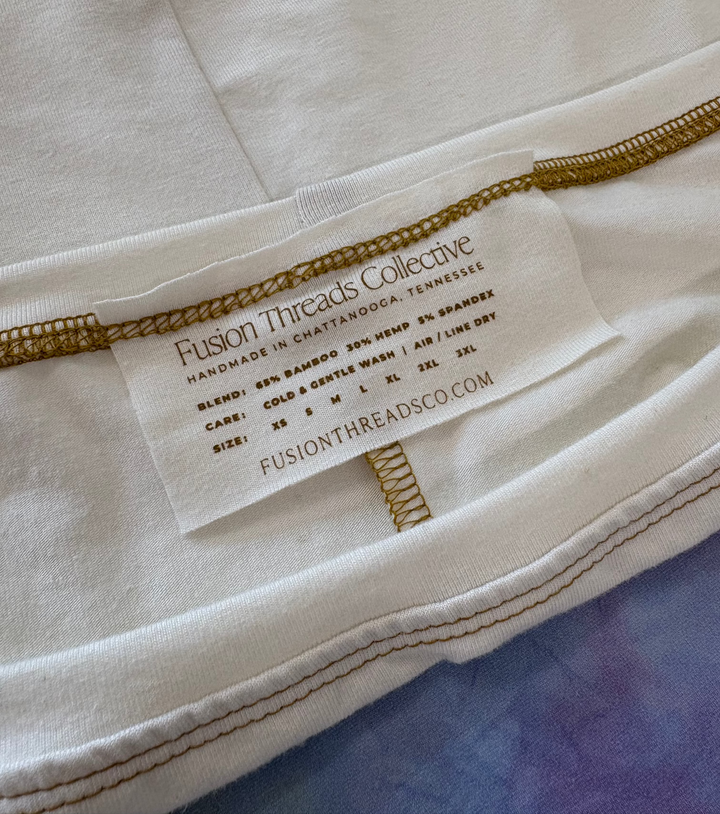 Fusion Threads Collective
HANDMADE IN CHATTANOOGA, TENNESSEE
BLEND: 65% BAMBOO 30% HEMP 5% SPANDEX
CARE: COLD & GENTLE WASH | AIR / LINE DRY
SIZE: XS S M L XL 2XL 3XL
FUSIONTHREADSCO.COM